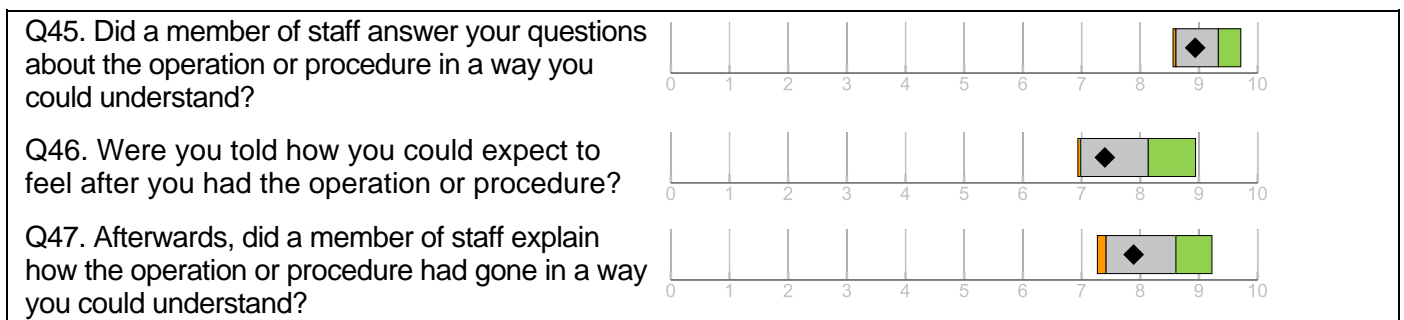 Q45. Did a member of staff answer your questions
about the operation or procedure in a way you
could understand?
0 1 2 3 4 5 6 7 8 9 10
Q46. Were you told how you could expect to
feel after you had the operation or procedure?
0 1 2 3 4 5 6 7 8 9 10
Q47. Afterwards, did a member of staff explain
how the operation or procedure had gone in a way
you could understand?
0 1 2 3 4 5 6 7 8 9 10